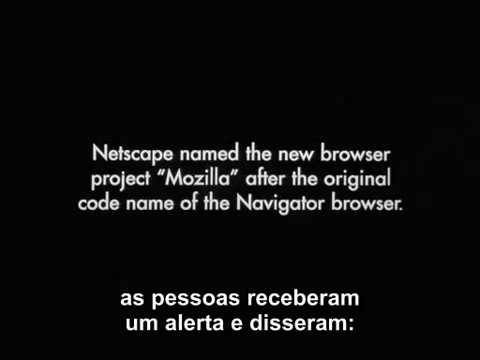 Netscape named the new browser
project “Mozilla” after the original
code name of the Navigator browser.
as pessoas receberam
um alerta e disseram: